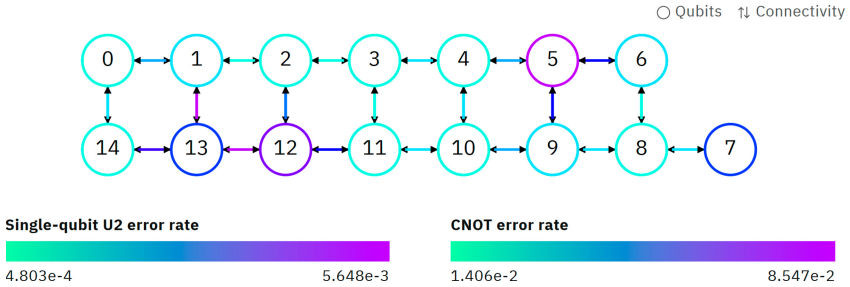 Qubits Connectivity
0 1 2 3 4 5 6
14 13 12 11 10 9 8 7
Single-qubit U2 error rate CNOT error rate
4.803e-4 5.648e-3 1.406e-2 8.547e-2